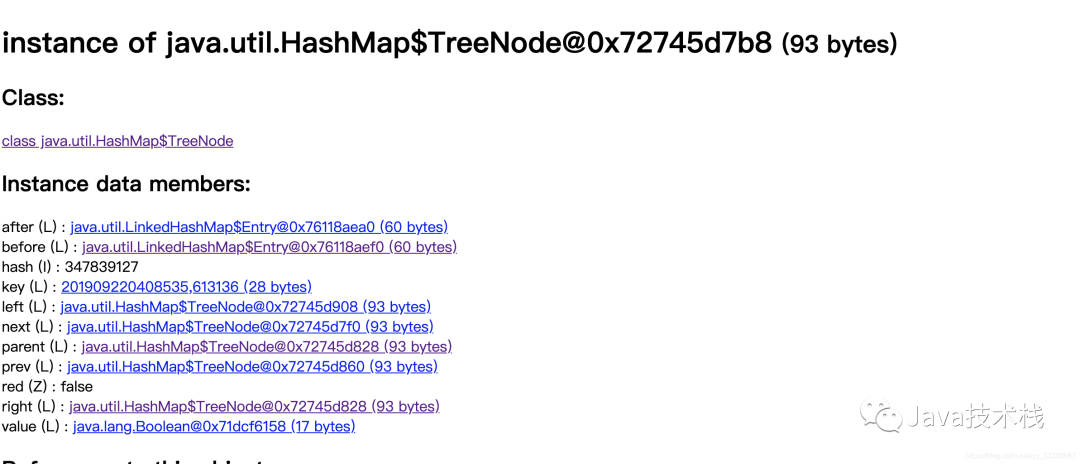 instance of java.util.HashMap$TreeNode@0x72745d7b8 (93 bytes)
Class:
class java.util.HashMap$TreeNode
Instance data members:
after (L) : java.util.LinkedHashMap$Entry@0x76118aea0 (60 bytes)
before (L) : java.util.LinkedHashMap$Entry@0x76118aef0 (60 bytes)
hash (I) : 347839127
key (L) : 201909220408535,613136 (28 bytes)
left (L) : java.util.HashMap$TreeNode@0x72745d908 (93 bytes)
next (L) : java.util.HashMap$TreeNode@0x72745d7f0 (93 bytes)
parent (L) : java.util.HashMap$TreeNode@0x72745d828 (93 bytes)
prev (L) : java.util.HashMap$TreeNode@0x72745d860 (93 bytes)
red (Z) : false
right (L) : java.util.HashMap$TreeNode@0x72745d828 (93 bytes)
value (L) : java.lang.Boolean@0x71dcf6158 (17 bytes)
Java技术栈